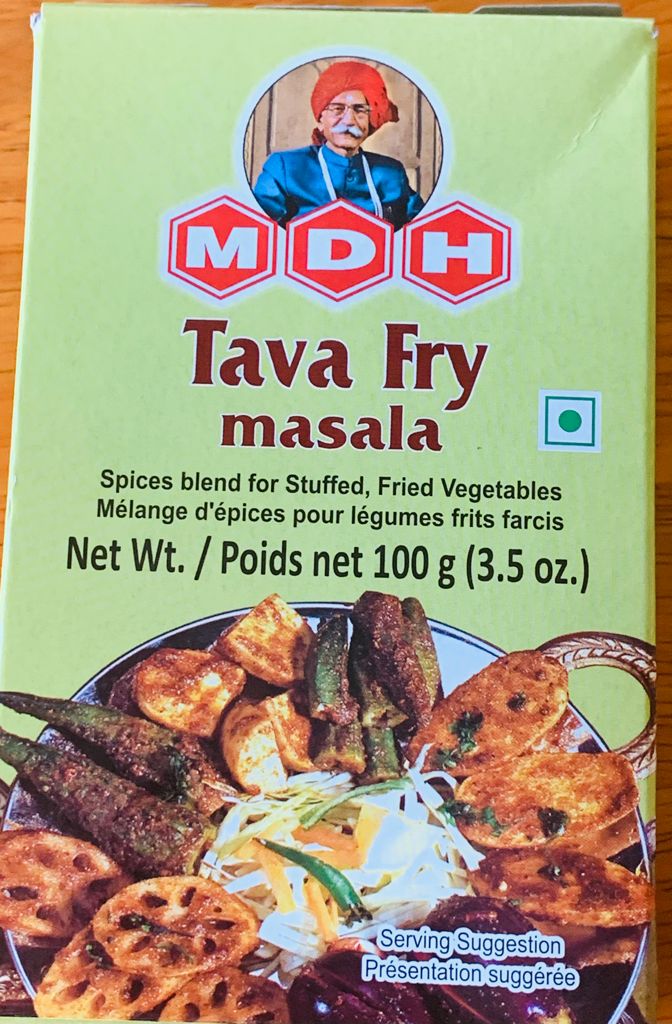 MDH
Tava Fry
masala
Spices blend for Stuffed, Fried Vegetables
Mélange d'épices pour légumes frits farcis
Net Wt. / Poids net 100 g (3.5 oz.)
Serving Suggestion
Présentation suggérée